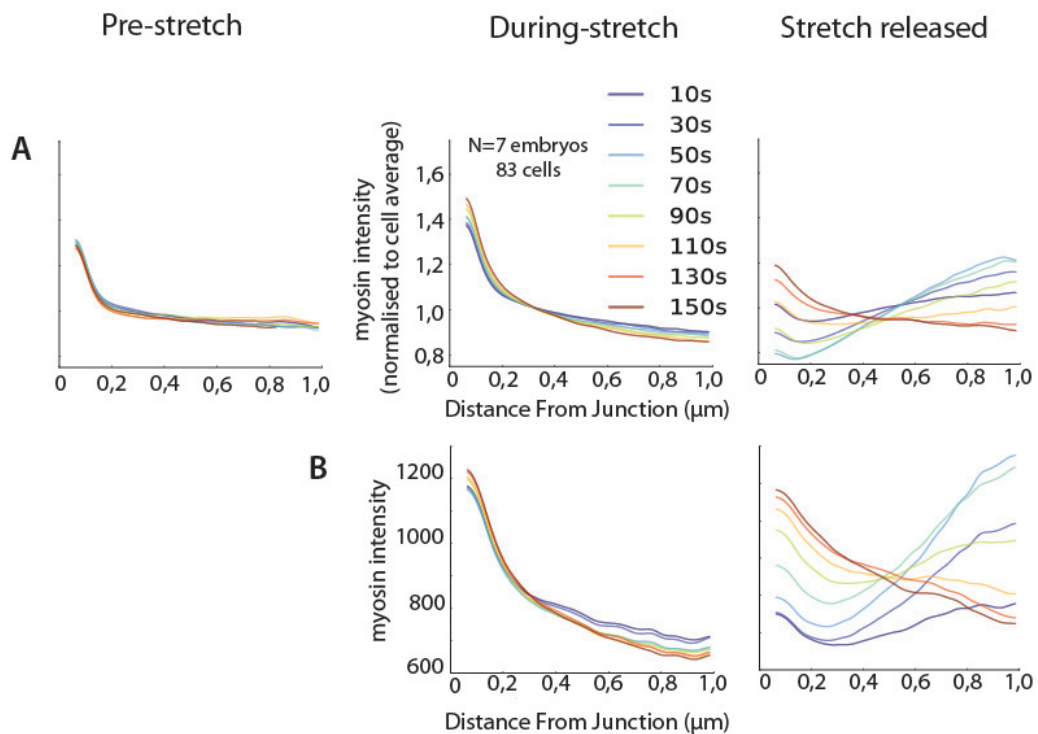 Pre-stretch
During-stretch
Stretch released
A
0
0,2
0,4
0,6
0,8
1,0
myosin intensity
(normalised to cell average)
N=7 embryos
83 cells
1,6
1,4
1,2
1,0
0,8
0
0,2
0,4
0,6
0,8
1,0
Distance From Junction (μm)
10s
30s
50s
70s
90s
110s
130s
150s
0
0,2
0,4
0,6
0,8
1,0
B
myosin intensity
1200
1000
800
600
0
0,2
0,4
0,6
0,8
1,0
Distance From Junction (μm)
0
0,2
0,4
0,6
0,8
1,0